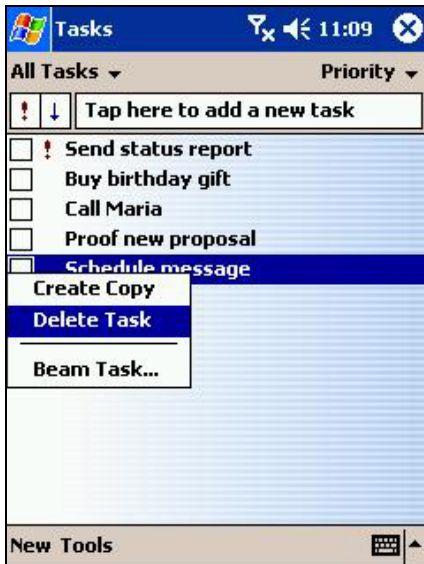 Tasks 11:09
All Tasks Priority
! ↓ Tap here to add a new task
! Send status report
Buy birthday gift
Call Maria
Proof new proposal
Schedule message
Create Copy
Delete Task
Beam Task...
New Tools